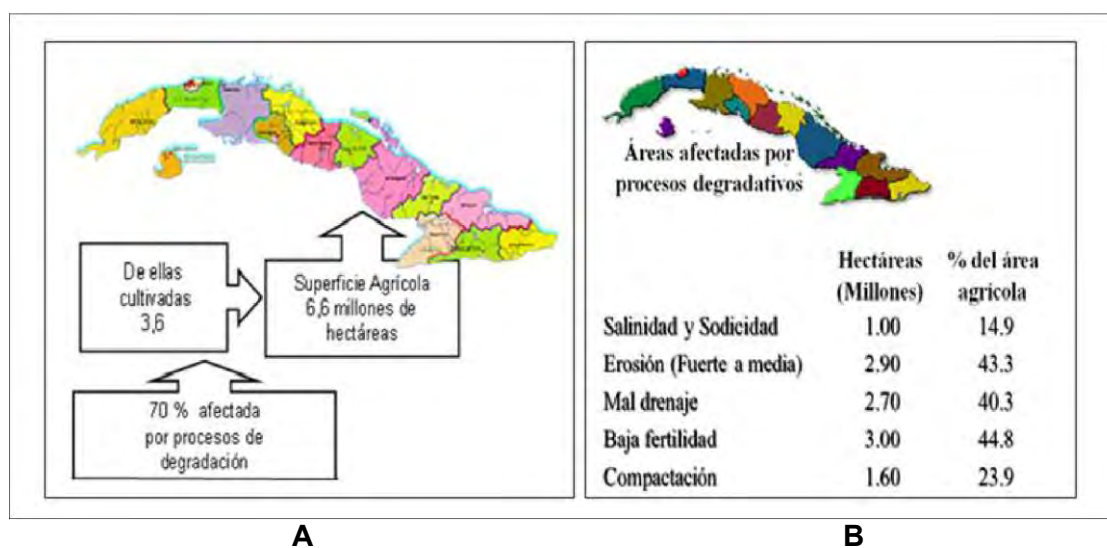 De ellas
cultivadas
3,6
Superficie Agrícola
6,6 millones de
hectáreas
70 % afectada
por procesos de
degradación
Áreas afectadas por
procesos degradativos
Hectáreas % del área
(Millones) agrícola
Salinidad y Sodicidad 1.00 14.9
Erosión (Fuerte a media) 2.90 43.3
Mal drenaje 2.70 40.3
Baja fertilidad 3.00 44.8
Compactación 1.60 23.9
A B